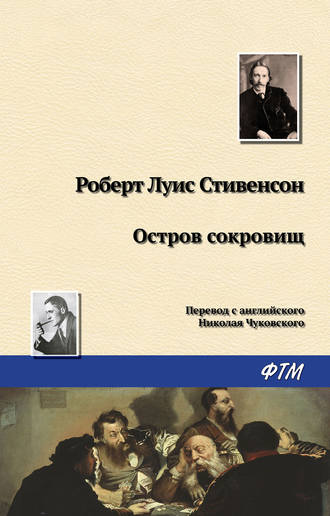 Роберт Луис Стивенсон
Остров сокровищ
Перевод с английского
Николая Чуковского
ФТМ